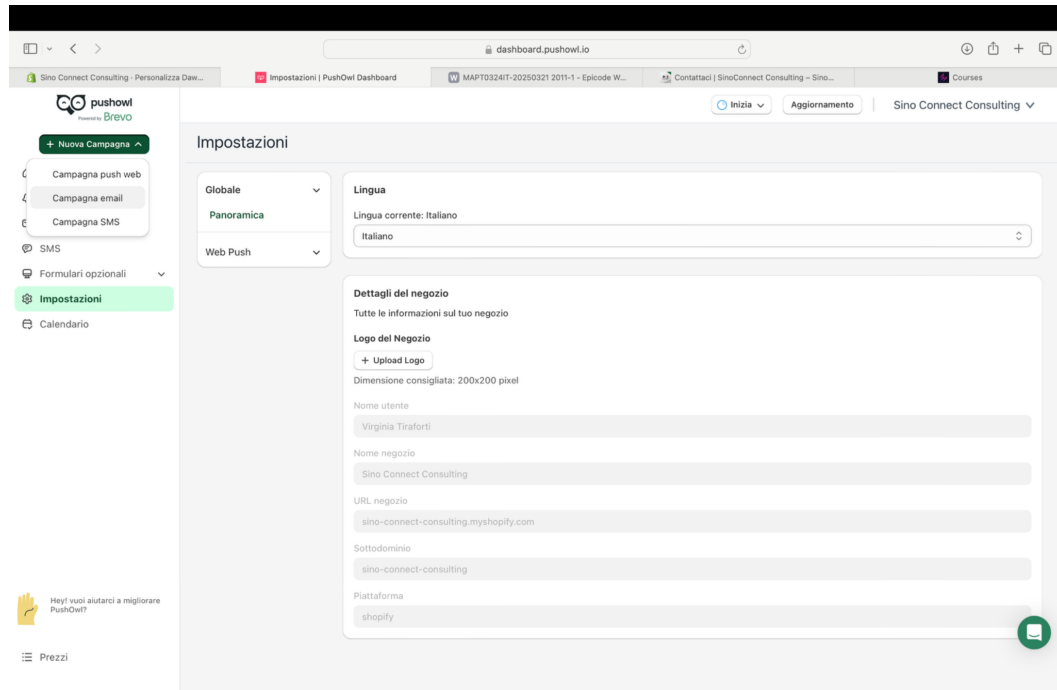 dashboard.pushowl.io
Sino Connect Consulting · Personalizza Daw...
Impostazioni | PushOwl Dashboard
W MAPT0324IT-20250321 2011-1 - Epicode W...
Contattaci | SinoConnect Consulting – Sino...
Courses
pushowl
Powered by Brevo
Inizia
Aggiornamento
Sino Connect Consulting
+ Nuova Campagna
Impostazioni
Campagna push web
Campagna email
Campagna SMS
SMS
Formulari opzionali
Impostazioni
Calendario
Globale
Panoramica
Web Push
Lingua
Lingua corrente: Italiano
Italiano
Dettagli del negozio
Tutte le informazioni sul tuo negozio
Logo del Negozio
+ Upload Logo
Dimensione consigliata: 200x200 pixel
Nome utente
Virginia Tiraforti
Nome negozio
Sino Connect Consulting
URL negozio
sino-connect-consulting.myshopify.com
Sottodominio
sino-connect-consulting
Piattaforma
shopify
Hey! vuoi aiutarci a migliorare
PushOwl?
Prezzi